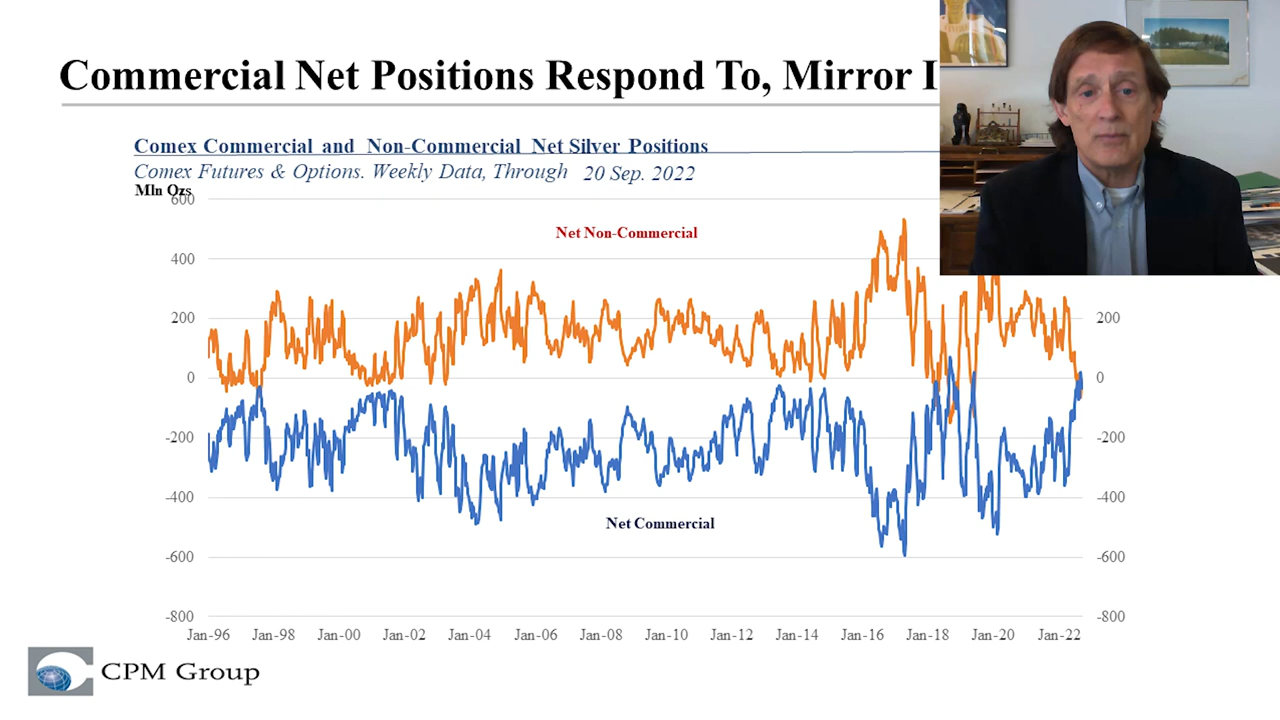 Commercial Net Positions Respond To, Mirror
Comex Commercial and Non-Commercial Net Silver Positions
Comex Futures & Options. Weekly Data, Through 20 Sep. 2022
Mln Ozs
600
Net Non-Commercial
400
200
200
0
0
-200
-200
-400
-400
Net Commercial
-600
-600
-800
-800
Jan-96 Jan-98 Jan-00 Jan-02 Jan-04 Jan-06 Jan-08 Jan-10 Jan-12 Jan-14 Jan-16 Jan-18 Jan-20 Jan-22
CPM Group